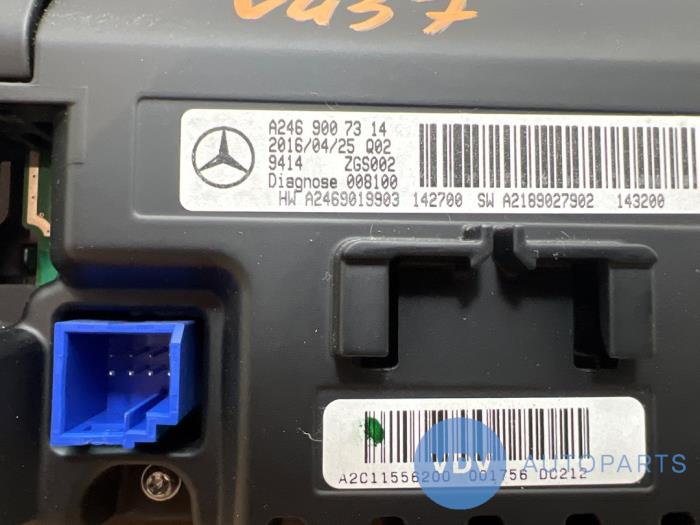 A246 900 73 14
2016/04/25 Q02
9414 ZGS002
Diagnose 008100
HW A2469019903 142700 SW A2189027902 143200
A2C11556200 001756 DC212
VDV AUTOPARTS